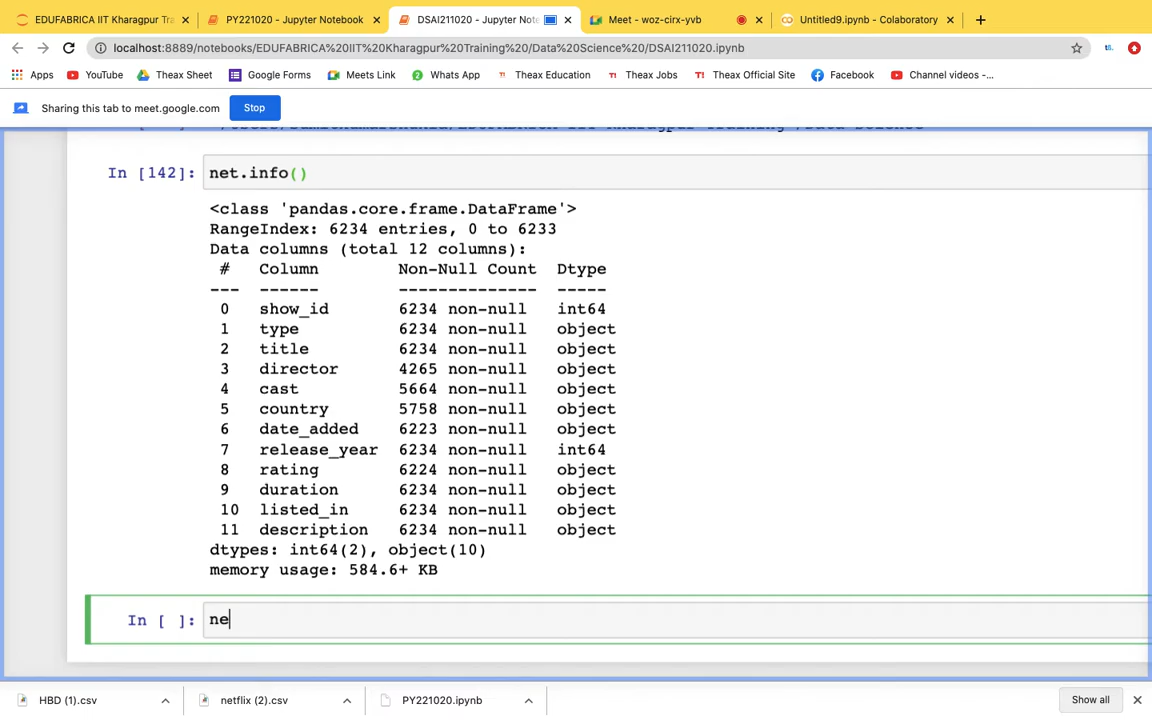 EDUFABRICA IIT Kharagpur Tra
PY221020 - Jupyter Notebook
DSAI211020 - Jupyter Note
Meet - woz-cirx-yvb
Untitled9.ipynb - Colaboratory
localhost:8889/notebooks/EDUFABRICA%20IIT%20Kharagpur%20Training%20/Data%20Science%20/DSAI211020.ipynb
Apps YouTube Theax Sheet Google Forms Meets Link Whats App Theax Education Theax Jobs Theax Official Site Facebook Channel videos -...
Sharing this tab to meet.google.com Stop
In [142]: net.info()
<class 'pandas.core.frame.DataFrame'>
RangeIndex: 6234 entries, 0 to 6233
Data columns (total 12 columns):
# Column Non-Null Count Dtype
--- ------ -------------- -----
0 show_id 6234 non-null int64
1 type 6234 non-null object
2 title 6234 non-null object
3 director 4265 non-null object
4 cast 5664 non-null object
5 country 5758 non-null object
6 date_added 6223 non-null object
7 release_year 6234 non-null int64
8 rating 6224 non-null object
9 duration 6234 non-null object
10 listed_in 6234 non-null object
11 description 6234 non-null object
dtypes: int64(2), object(10)
memory usage: 584.6+ KB
In [ ]: ne
HBD (1).csv
netflix (2).csv
PY221020.ipynb
Show all